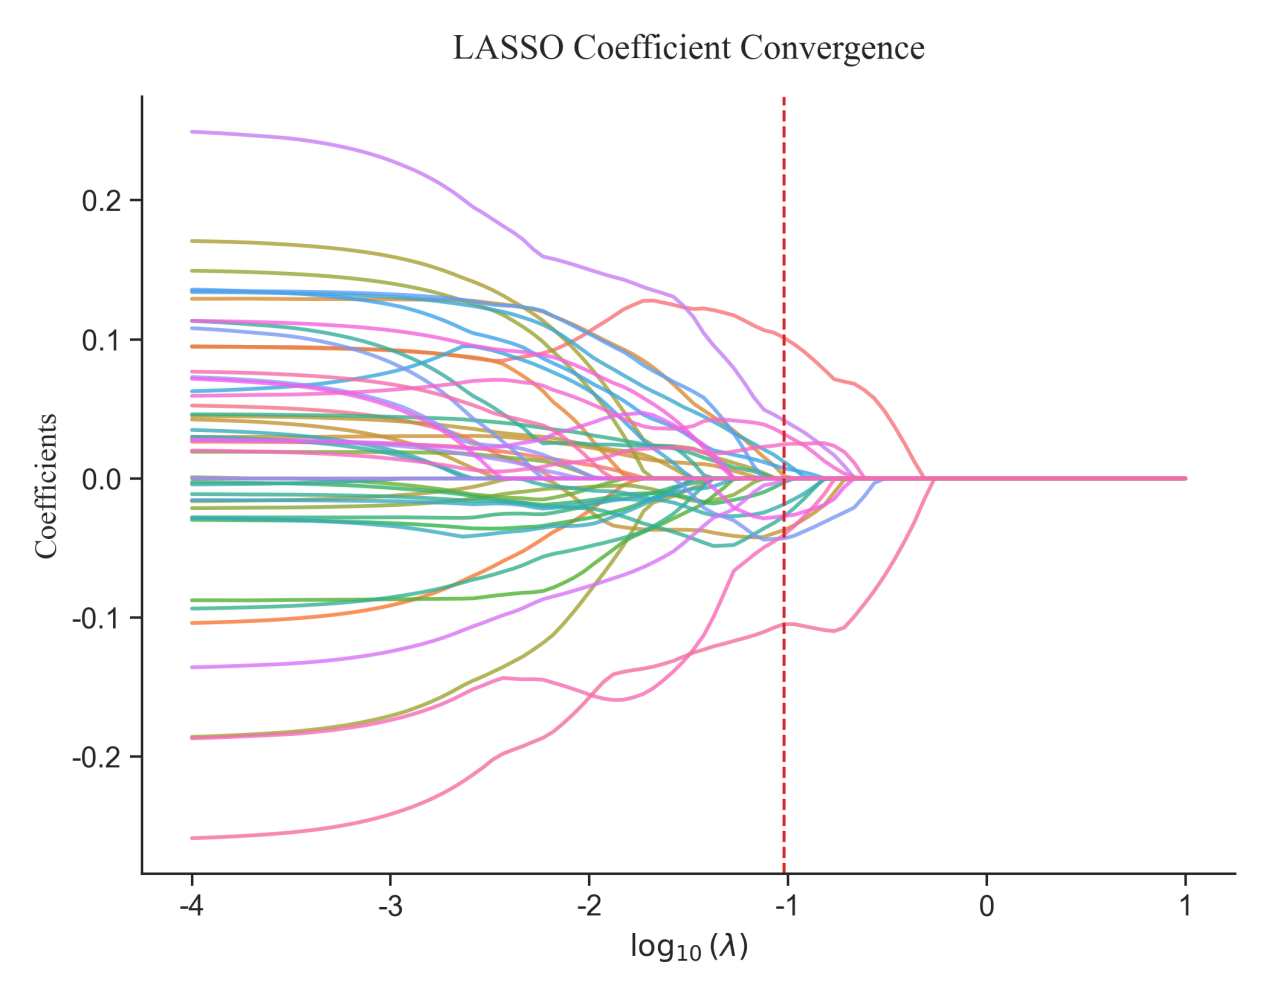 LASSO Coefficient Convergence
Coefficients
0.2
0.1
0.0
-0.1
-0.2
-4 -3 -2 -1 0 1
log₁₀ (λ)